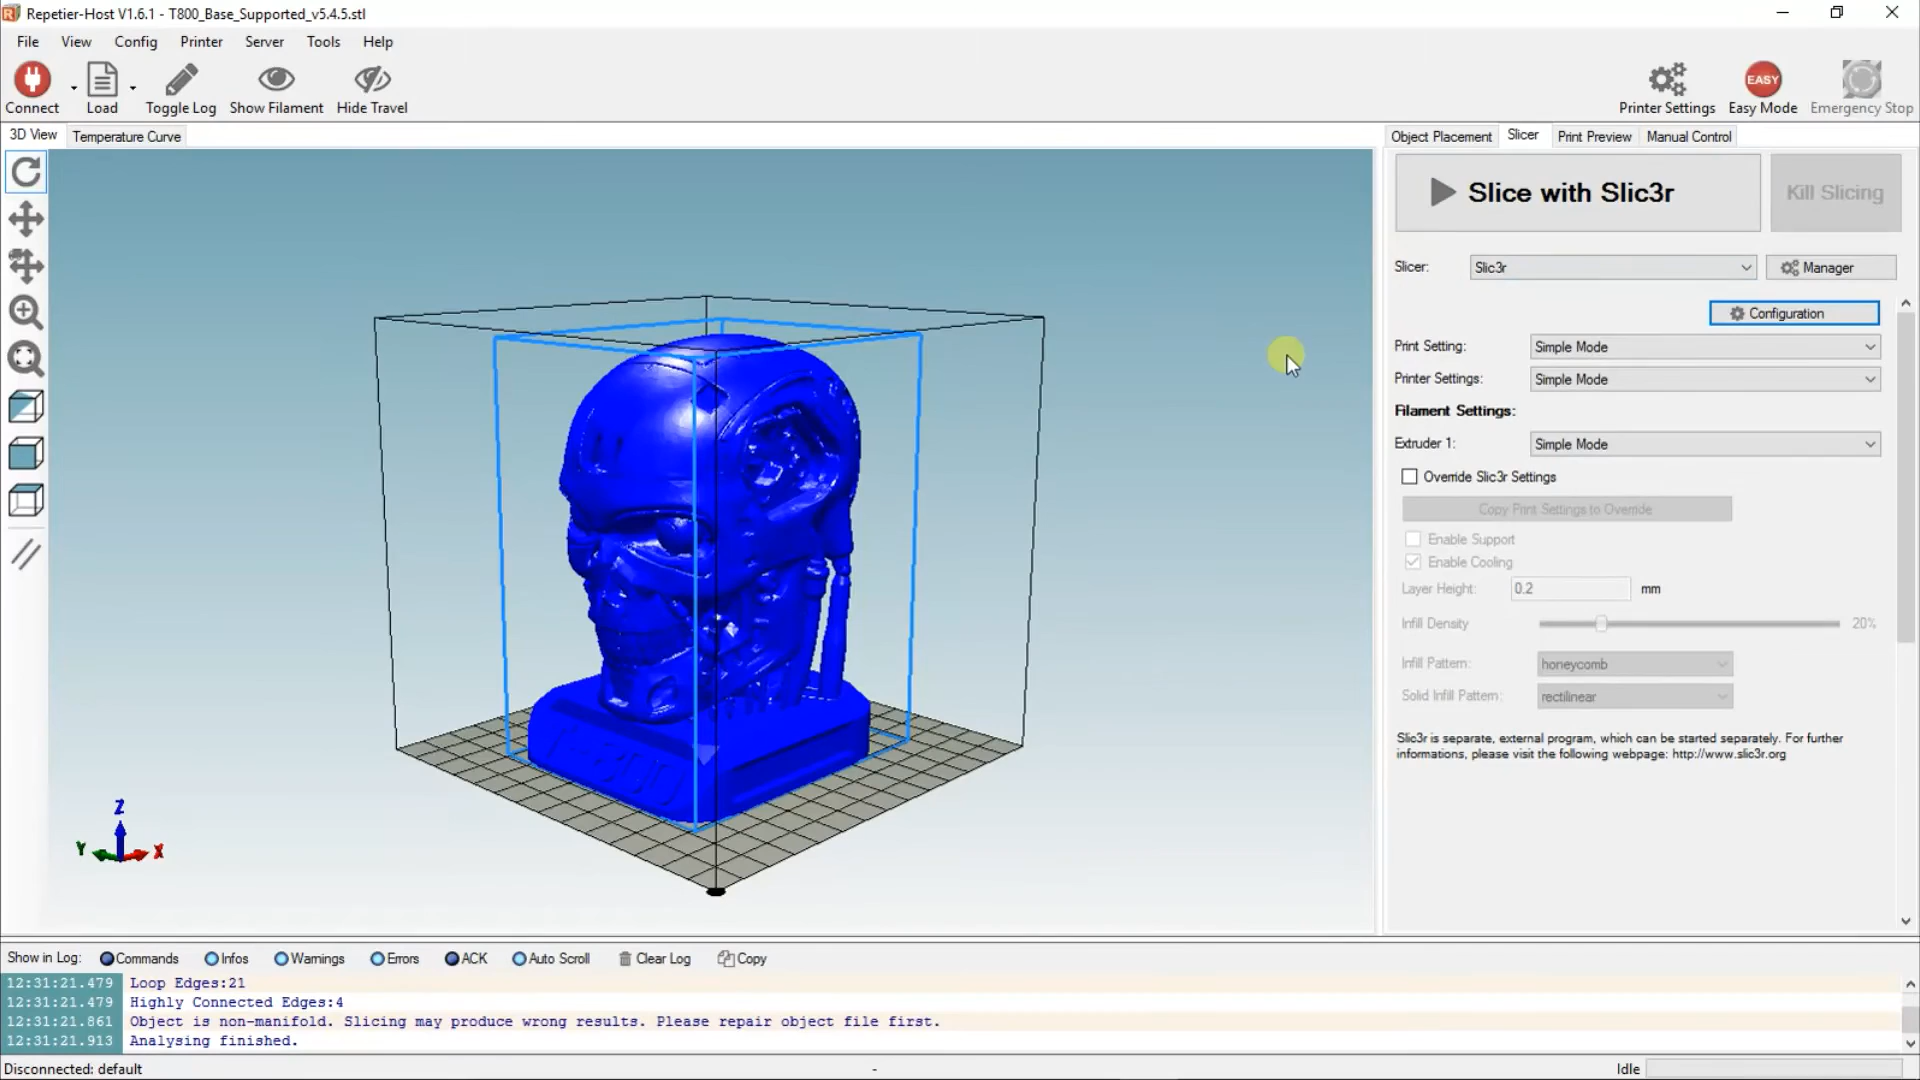 Repetier-Host V1.6.1 - T800_Base_Supported_v5.4.5.stl
File View Config Printer Server Tools Help
Connect Load Toggle Log Show Filament Hide Travel
EASY
Printer Settings Easy Mode Emergency Stop
3D View Temperature Curve
Object Placement Slicer Print Preview Manual Control
Slice with Slic3r
Kill Slicing
Slicer: Slic3r Manager
Configuration
Print Setting: Simple Mode
Printer Settings: Simple Mode
Filament Settings:
Extruder 1: Simple Mode
Override Slic3r Settings
Copy Print Settings to Override
Enable Support
Enable Cooling
Layer Height: 0.2 mm
Infill Density 20%
Infill Pattern: honeycomb
Solid Infill Pattern: rectilinear
Slic3r is separate, external program, which can be started separately. For further
informations, please visit the following webpage: http://www.slic3r.org
Z
Y X
Show in Log: Commands Infos Warnings Errors ACK Auto Scroll Clear Log Copy
12:31:21.479 Loop Edges:21
12:31:21.479 Highly Connected Edges:4
12:31:21.861 Object is non-manifold. Slicing may produce wrong results. Please repair object file first.
12:31:21.913 Analysing finished.
Disconnected: default - Idle